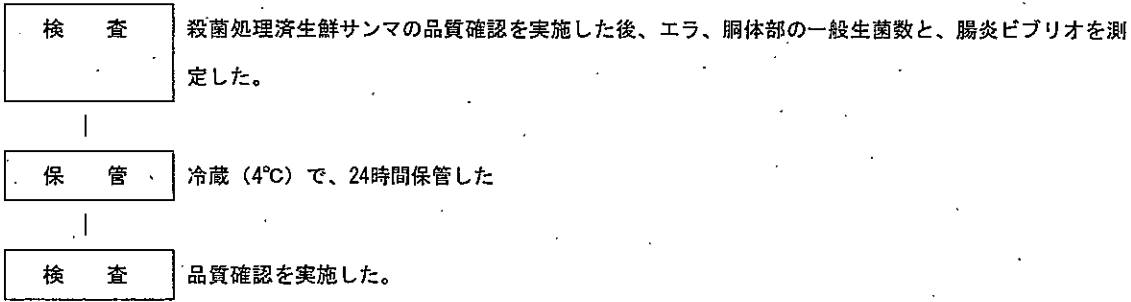 検　査　殺菌処理済生鮮サンマの品質確認を実施した後、エラ、胴体部の一般生菌数と、腸炎ビブリオを測
定した。
保　管　冷蔵（4℃）で、24時間保管した
検　査　品質確認を実施した。